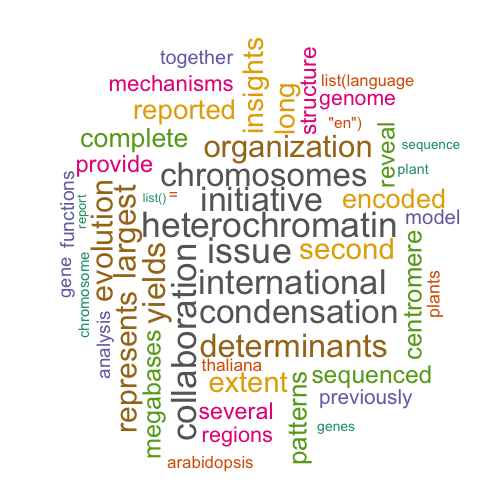 together
insights
long
structure
list(language
mechanisms
genome
reported
"en")
complete
organization
reveal
sequence
provide
chromosomes
plant
functions
evolution
largest
list()
=
initiative
encoded
report
heterochromatin
model
gene
issue
second
centromere
chromosome
yields
collaboration
international
plants
condensation
analysis
represents
megabases
determinants
thaliana
extent
sequenced
patterns
previously
several
regions
genes
arabidopsis